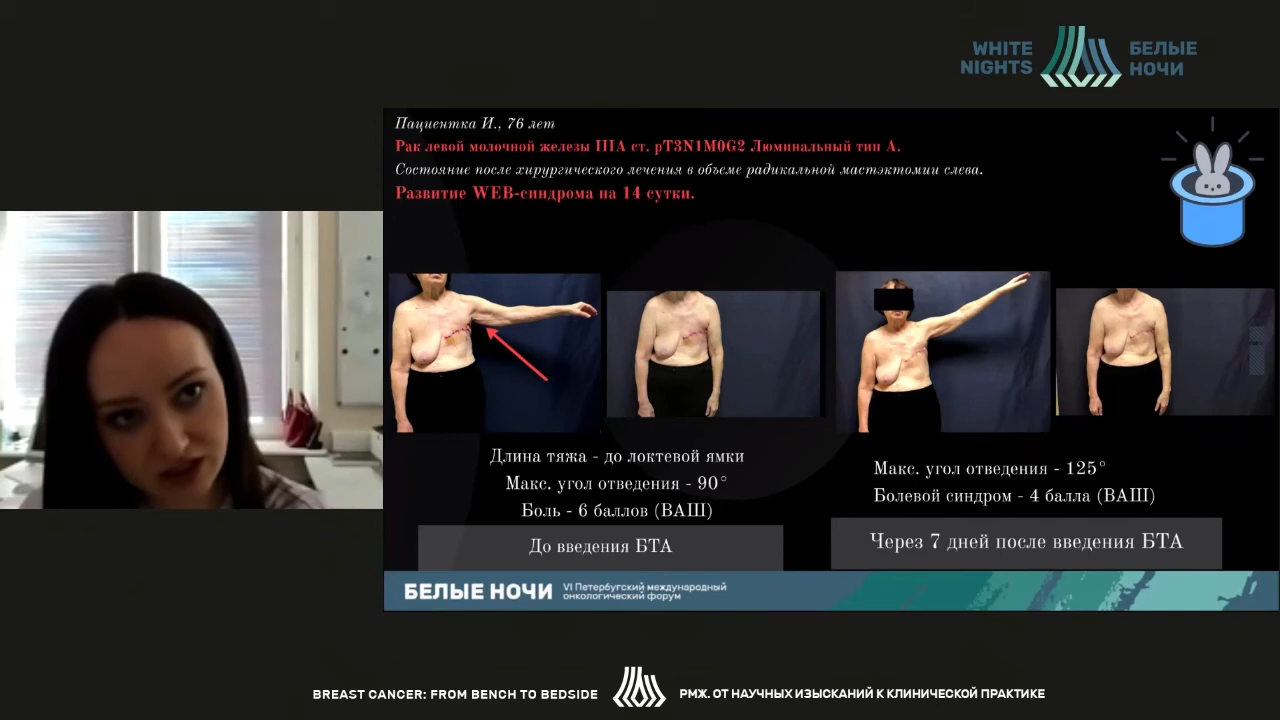 WHITE
NIGHTS
БЕЛЫЕ
НОЧИ
Пациентка И., 76 лет
Рак левой молочной железы IIIA ст. pT3N1M0G2 Люминальный тип А.
Состояние после хирургического лечения в объеме радикальной мастэктомии слева.
Развитие WEB-синдрома на 14 сутки.
Длина тяжа - до локтевой ямки
Макс. угол отведения - 90°
Боль - 6 баллов (ВАШ)
До введения БТА
Макс. угол отведения - 125°
Болевой синдром - 4 балла (ВАШ)
Через 7 дней после введения БТА
БЕЛЫЕ НОЧИ
VI Петербугский международный
онкологический форум
BREAST CANCER: FROM BENCH TO BEDSIDE
РМЖ. ОТ НАУЧНЫХ ИЗЫСКАНИЙ К КЛИНИЧЕСКОЙ ПРАКТИКЕ